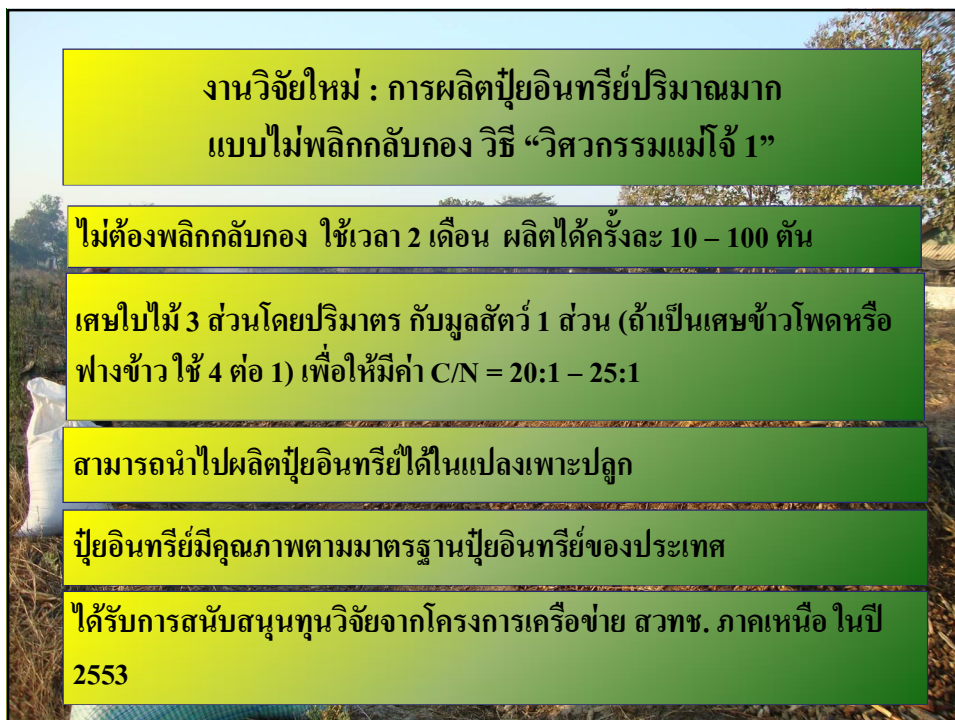 งานวิจัยใหม่ : การผลิตปุ๋ยอินทรีย์ปริมาณมาก
แบบไม่พลิกกลับกอง วิธี “วิศวกรรมแม่โจ้ 1”
ไม่ต้องพลิกกลับกอง ใช้เวลา 2 เดือน ผลิตได้ครั้งละ 10 – 100 ตัน
เศษใบไม้ 3 ส่วนโดยปริมาตร กับมูลสัตว์ 1 ส่วน (ถ้าเป็นเศษข้าวโพดหรือ
ฟางข้าว ใช้ 4 ต่อ 1) เพื่อให้มีค่า C/N = 20:1 – 25:1
สามารถนำไปผลิตปุ๋ยอินทรีย์ได้ในแปลงเพาะปลูก
ปุ๋ยอินทรีย์มีคุณภาพตามมาตรฐานปุ๋ยอินทรีย์ของประเทศ
ได้รับการสนับสนุนทุนวิจัยจากโครงการเครือข่าย สวทช. ภาคเหนือ ในปี
2553